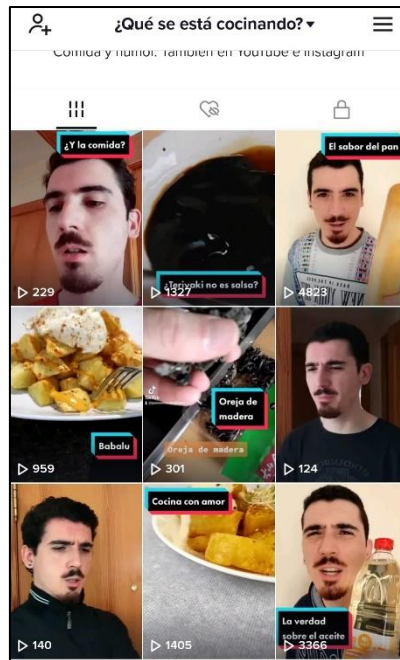 ¿Qué se está cocinando?
Comida y humor. También en YouTube e Instagram
¿Y la comida?
229
¿Teriyaki no es salsa?
1327
El sabor del pan
4823
Babalu
959
TikTok
Oreja de
madera
Oreja de madera
301
124
140
Cocina con amor
1405
La verdad
sobre el aceite
3366